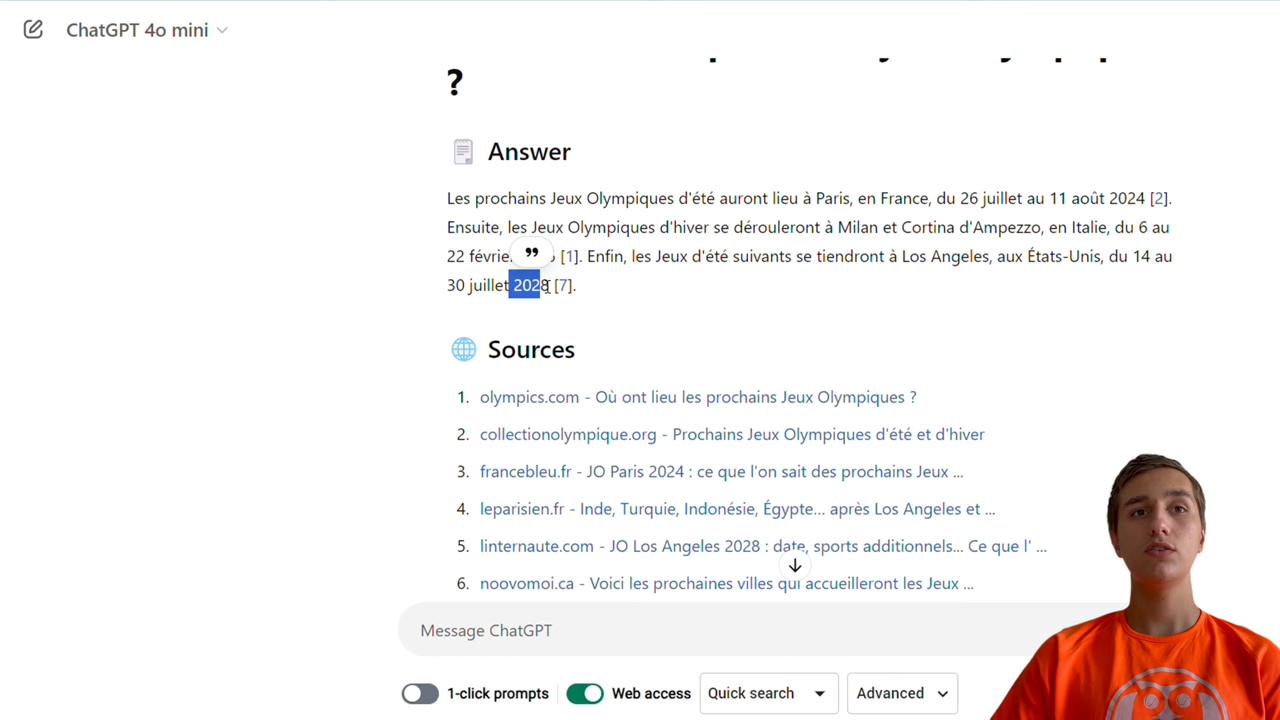 ChatGPT 4o mini
?
Answer
Les prochains Jeux Olympiques d'été auront lieu à Paris, en France, du 26 juillet au 11 août 2024 [2].
Ensuite, les Jeux Olympiques d'hiver se dérouleront à Milan et Cortina d'Ampezzo, en Italie, du 6 au
22 [1]. Enfin, les Jeux d'été suivants se tiendront à Los Angeles, aux États-Unis, du 14 au
30 juillet 2028 [7].
Sources
1. olympics.com - Où ont lieu les prochains Jeux Olympiques ?
2. collectionolympique.org - Prochains Jeux Olympiques d'été et d'hiver
3. francebleu.fr - JO Paris 2024 : ce que l'on sait des prochains Jeux ...
4. leparisien.fr - Inde, Turquie, Indonésie, Égypte... après Los Angeles et ...
5. linternaute.com - JO Los Angeles 2028 : date, sports additionnels... Ce que l' ...
6. noovomoi.ca - Voici les prochaines villes qui accueilleront les Jeux ...
Message ChatGPT
1-click prompts Web access Quick search Advanced